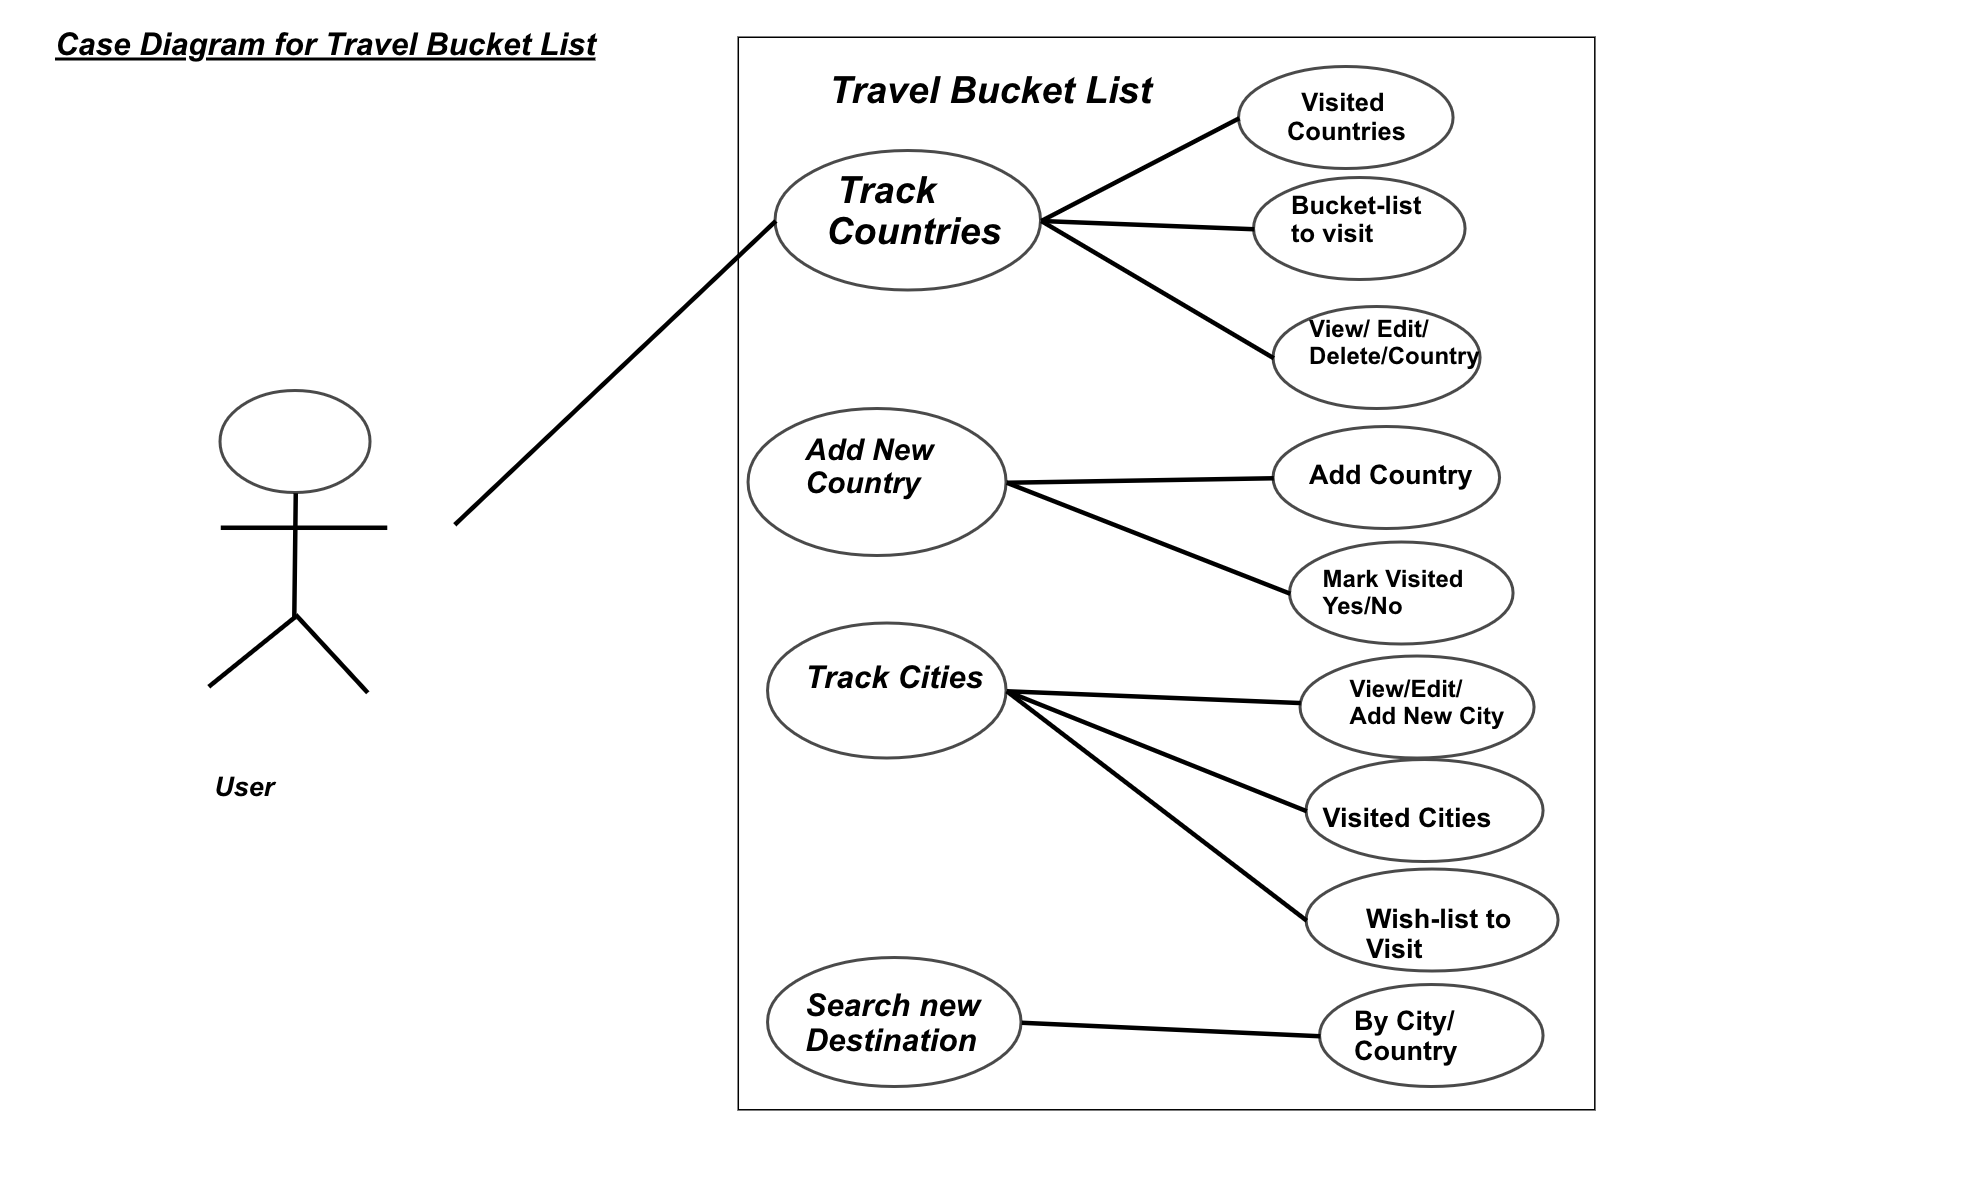 Case Diagram for Travel Bucket List
Travel Bucket List
Visited
Countries
Track
Countries
Bucket-list
to visit
View/ Edit/
Delete/Country
Add New
Country
Add Country
Mark Visited
Yes/No
Track Cities
View/Edit/
Add New City
Visited Cities
Wish-list to
Visit
Search new
Destination
By City/
Country
User